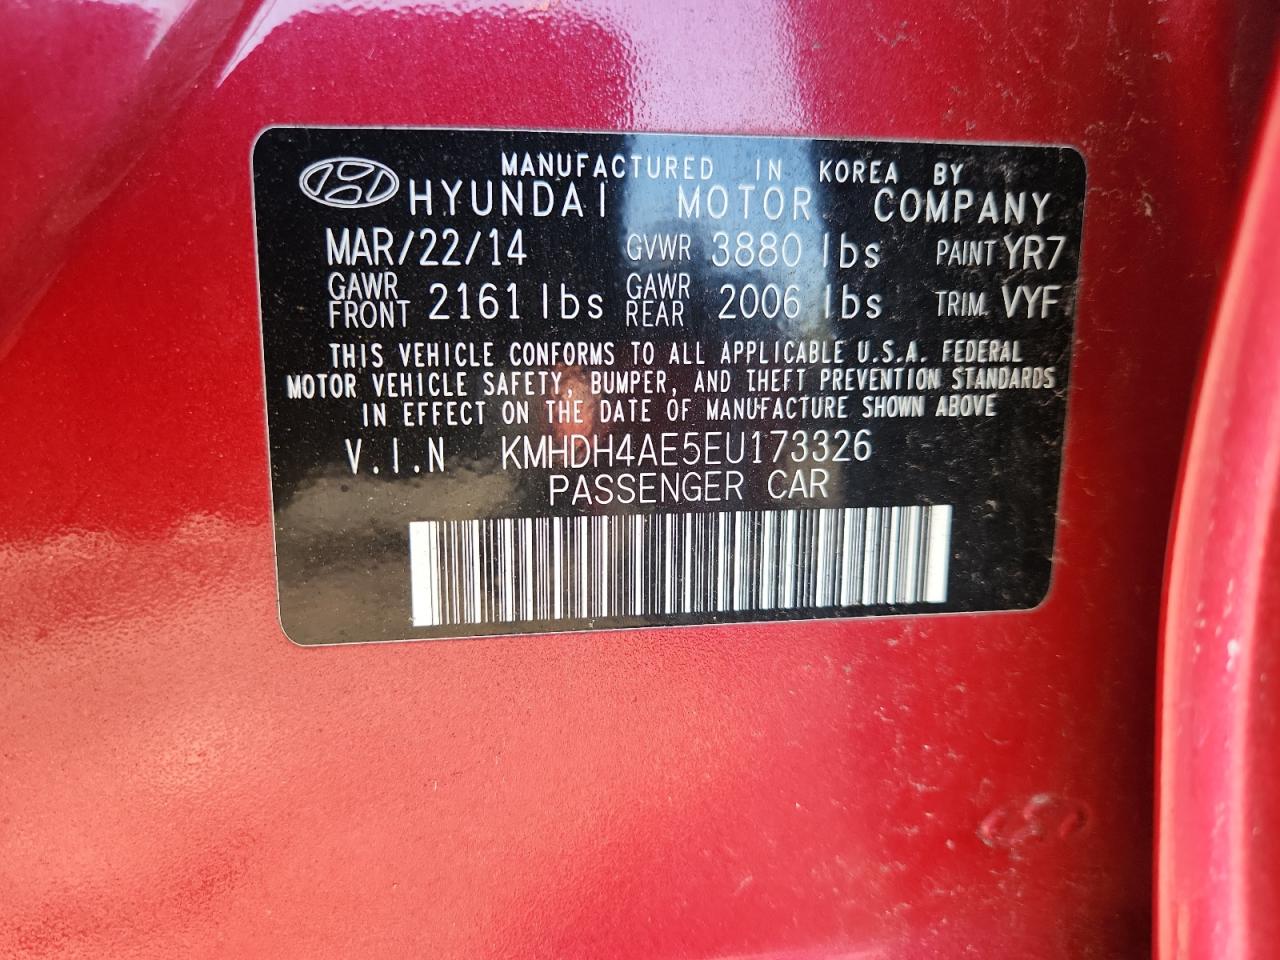 MANUFACTURED IN KOREA BY
HYUNDAI MOTOR COMPANY
MAR/22/14 GVWR 3880 lbs PAINT YR7
GAWR FRONT 2161 lbs GAWR REAR 2006 lbs TRIM. VYF
THIS VEHICLE CONFORMS TO ALL APPLICABLE U.S.A. FEDERAL
MOTOR VEHICLE SAFETY, BUMPER, AND THEFT PREVENTION STANDARDS
IN EFFECT ON THE DATE OF MANUFACTURE SHOWN ABOVE
V.I.N KMHDH4AE5EU173326
PASSENGER CAR